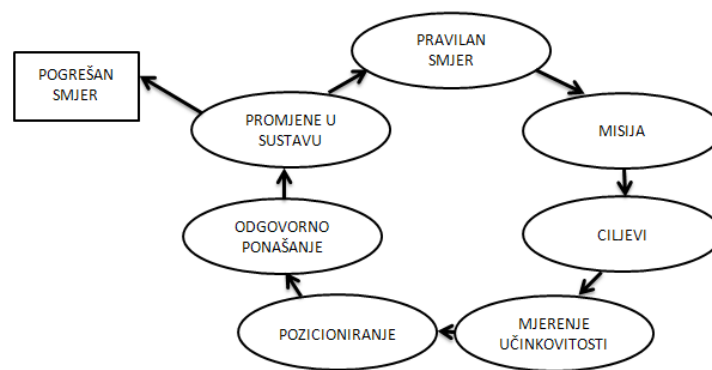 PRAVILAN
SMJER
POGREŠAN
SMJER
PROMJENE U
SUSTAVU
MISIJA
ODGOVORNO
PONAŠANJE
CILJEVI
POZICIONIRANJE
MJERENJE
UČINKOVITOSTI